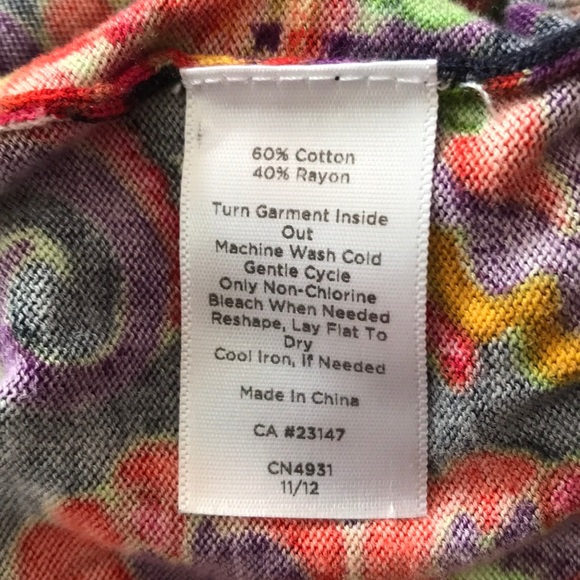 60% Cotton
40% Rayon
Turn Garment Inside
Out
Machine Wash Cold
Gentle Cycle
Only Non-Chlorine
Bleach When Needed
Reshape, Lay Flat To
Dry
Cool Iron, If Needed
Made In China
CA #23147
CN4931
11/12